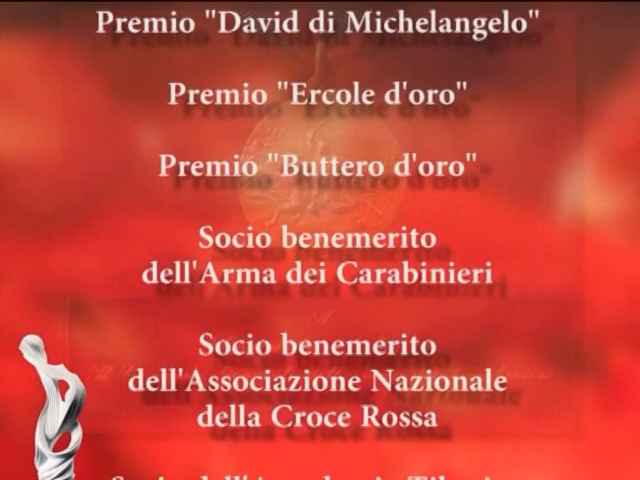 Premio "David di Michelangelo"
Premio "Ercole d'oro"
Premio "Buttero d'oro"
Socio benemerito
dell'Arma dei Carabinieri
Socio benemerito
dell'Associazione Nazionale
della Croce Rossa